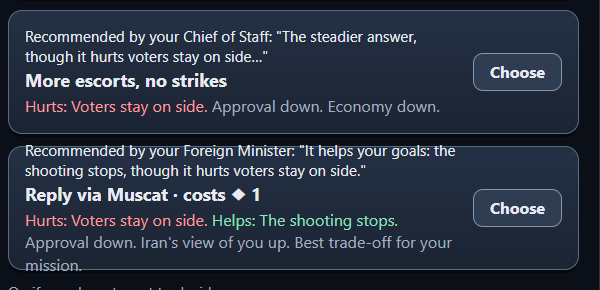 Recommended by your Chief of Staff: "The steadier answer,
though it hurts voters stay on side..."
More escorts, no strikes
Choose
Hurts: Voters stay on side. Approval down. Economy down.
Recommended by your Foreign Minister: "It helps your goals: the
shooting stops, though it hurts voters stay on side."
Reply via Muscat · costs ◆ 1
Choose
Hurts: Voters stay on side. Helps: The shooting stops.
Approval down. Iran's view of you up. Best trade-off for your
mission.